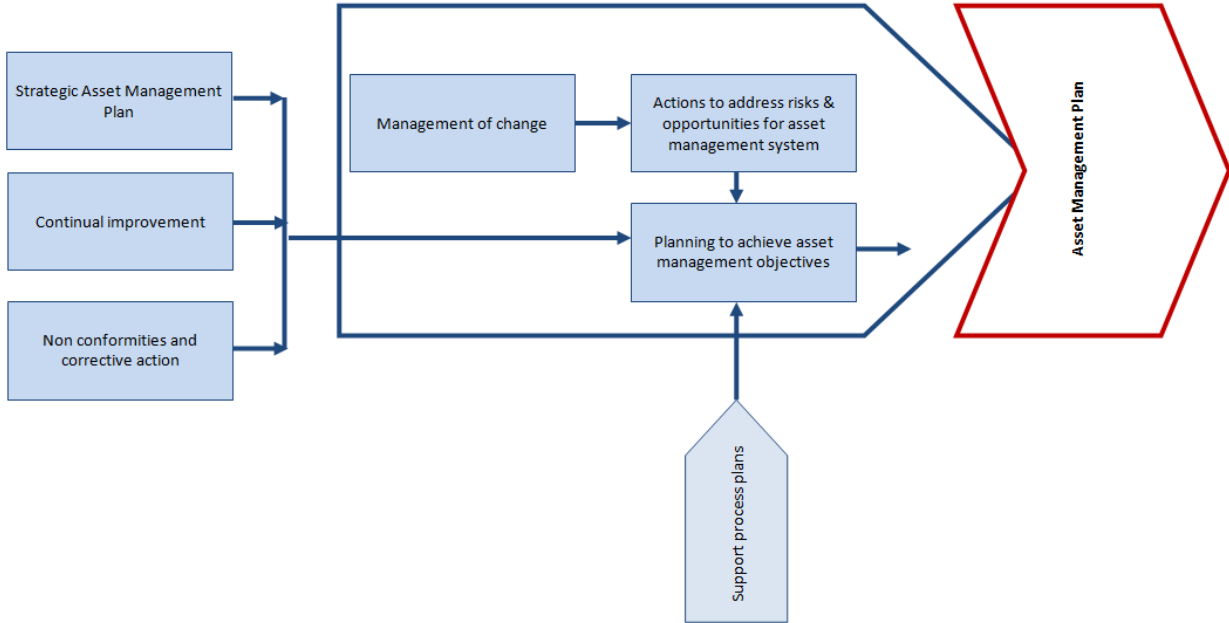 Strategic Asset Management
Plan
Continual improvement
Non conformities and
corrective action
Management of change
Actions to address risks &
opportunities for asset
management system
Planning to achieve asset
management objectives
Support process plans
Asset Management Plan